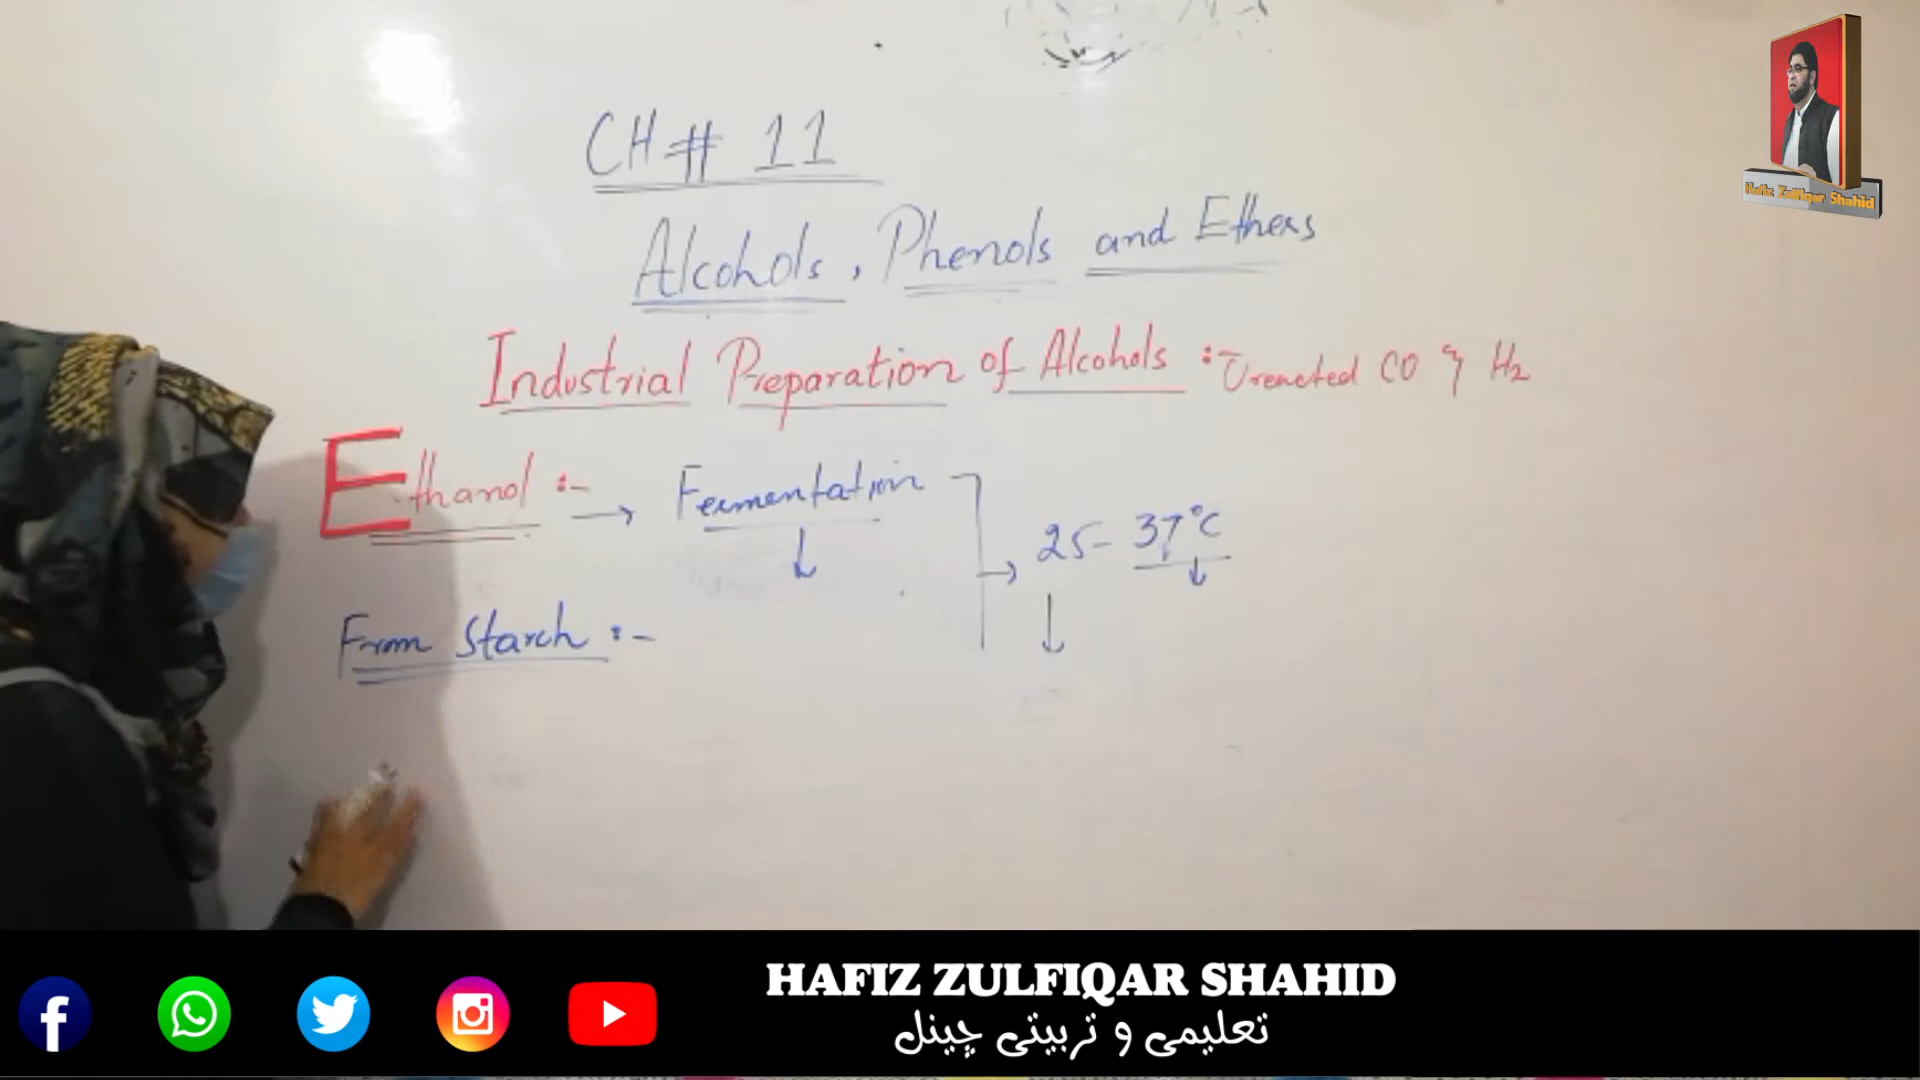 CH # 11
Alcohols, Phenols and Ethers
Industrial Preparation of Alcohols :- Ureacted CO & H₂
Ethanol :- → Fermentation → 25-37°C
From Starch :-
Hafiz Zulfiqar Shahid
HAFIZ ZULFIQAR SHAHID
تعلیمی و تربیتی چینل